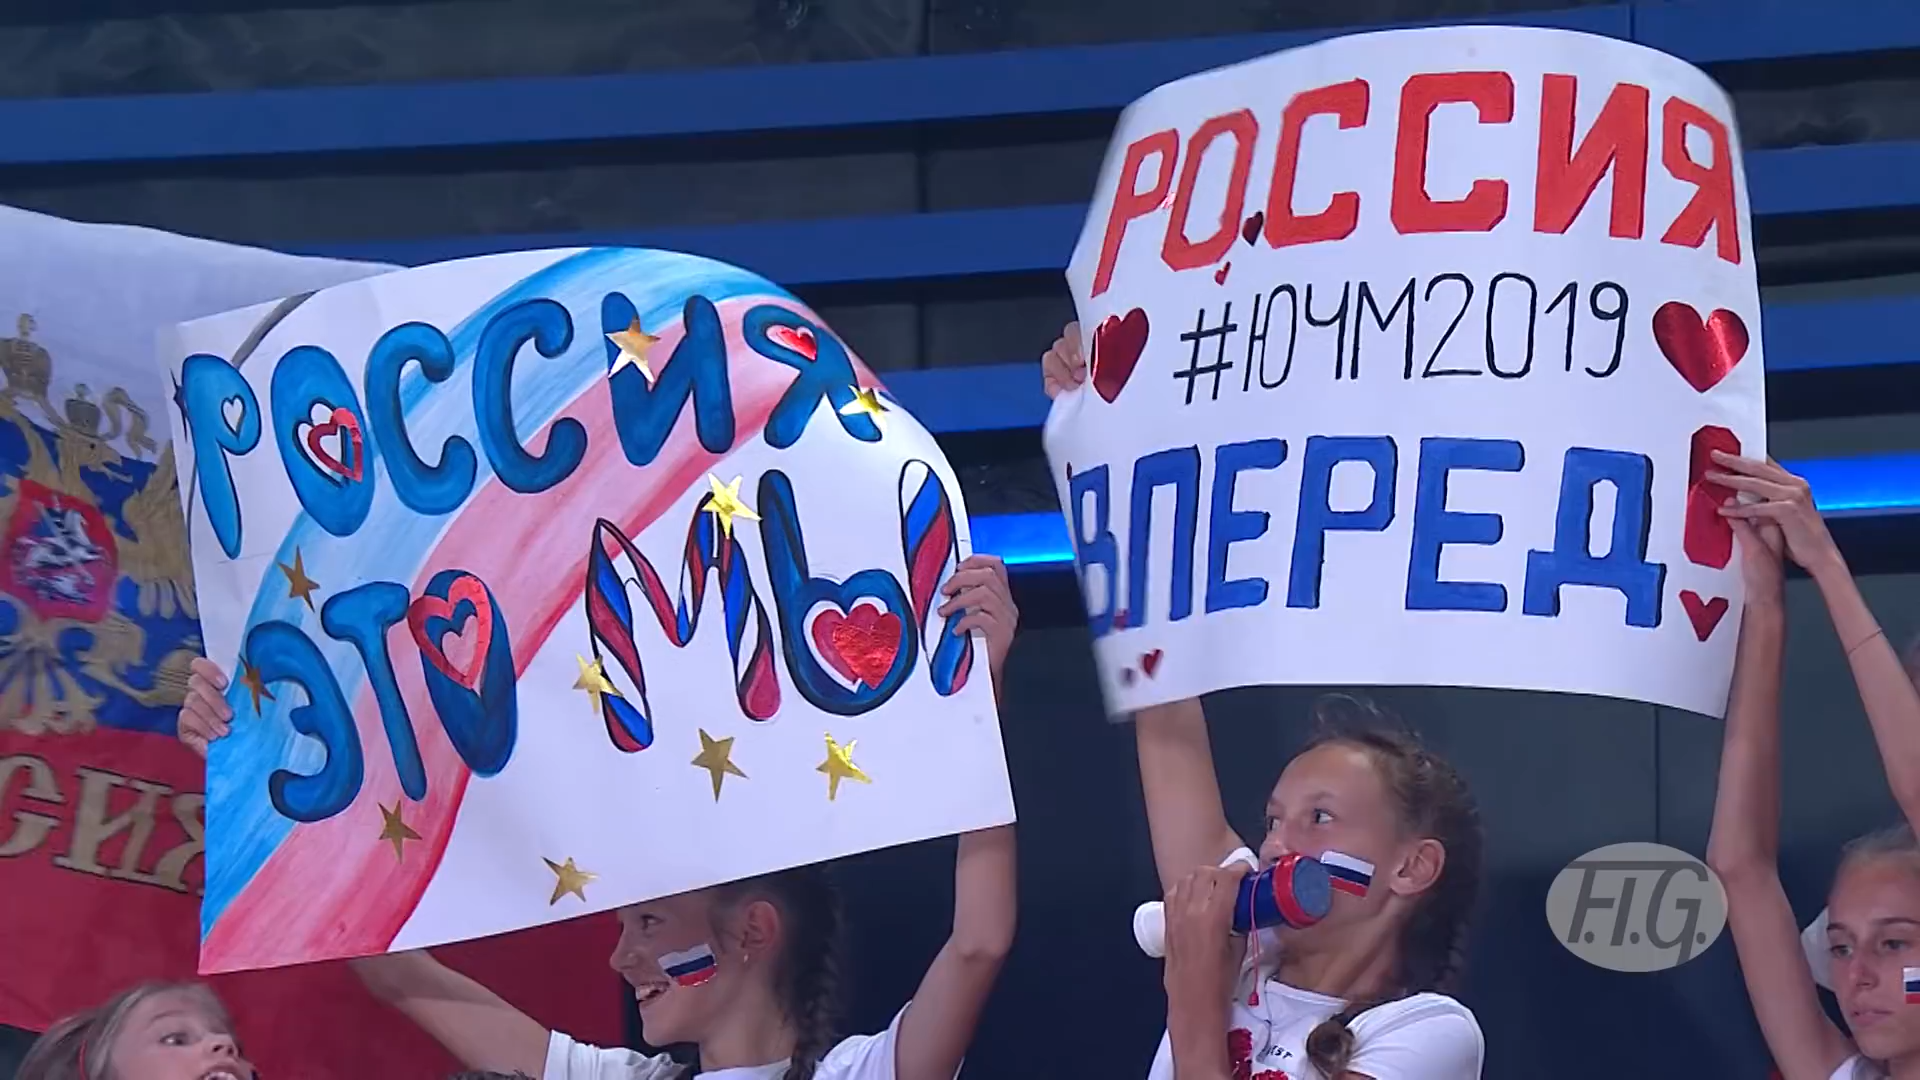 РОССИЯ
ЭТО МЫ
РОССИЯ
#ЮЧМ2019
ВПЕРЕД!
F.I.G.